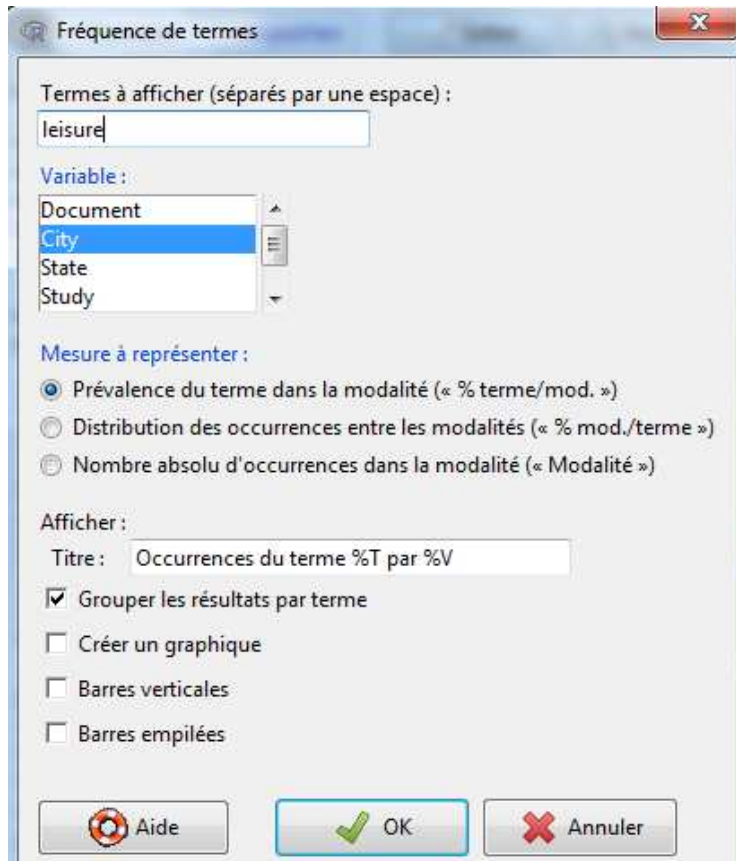 Fréquence de termes
Termes à afficher (séparés par une espace) :
leisure
Variable :
Document
City
State
Study
Mesure à représenter :
Prévalence du terme dans la modalité (« % terme/mod. »)
Distribution des occurrences entre les modalités (« % mod./terme »)
Nombre absolu d'occurrences dans la modalité (« Modalité »)
Afficher :
Titre : Occurrences du terme %T par %V
Grouper les résultats par terme
Créer un graphique
Barres verticales
Barres empilées
Aide OK Annuler